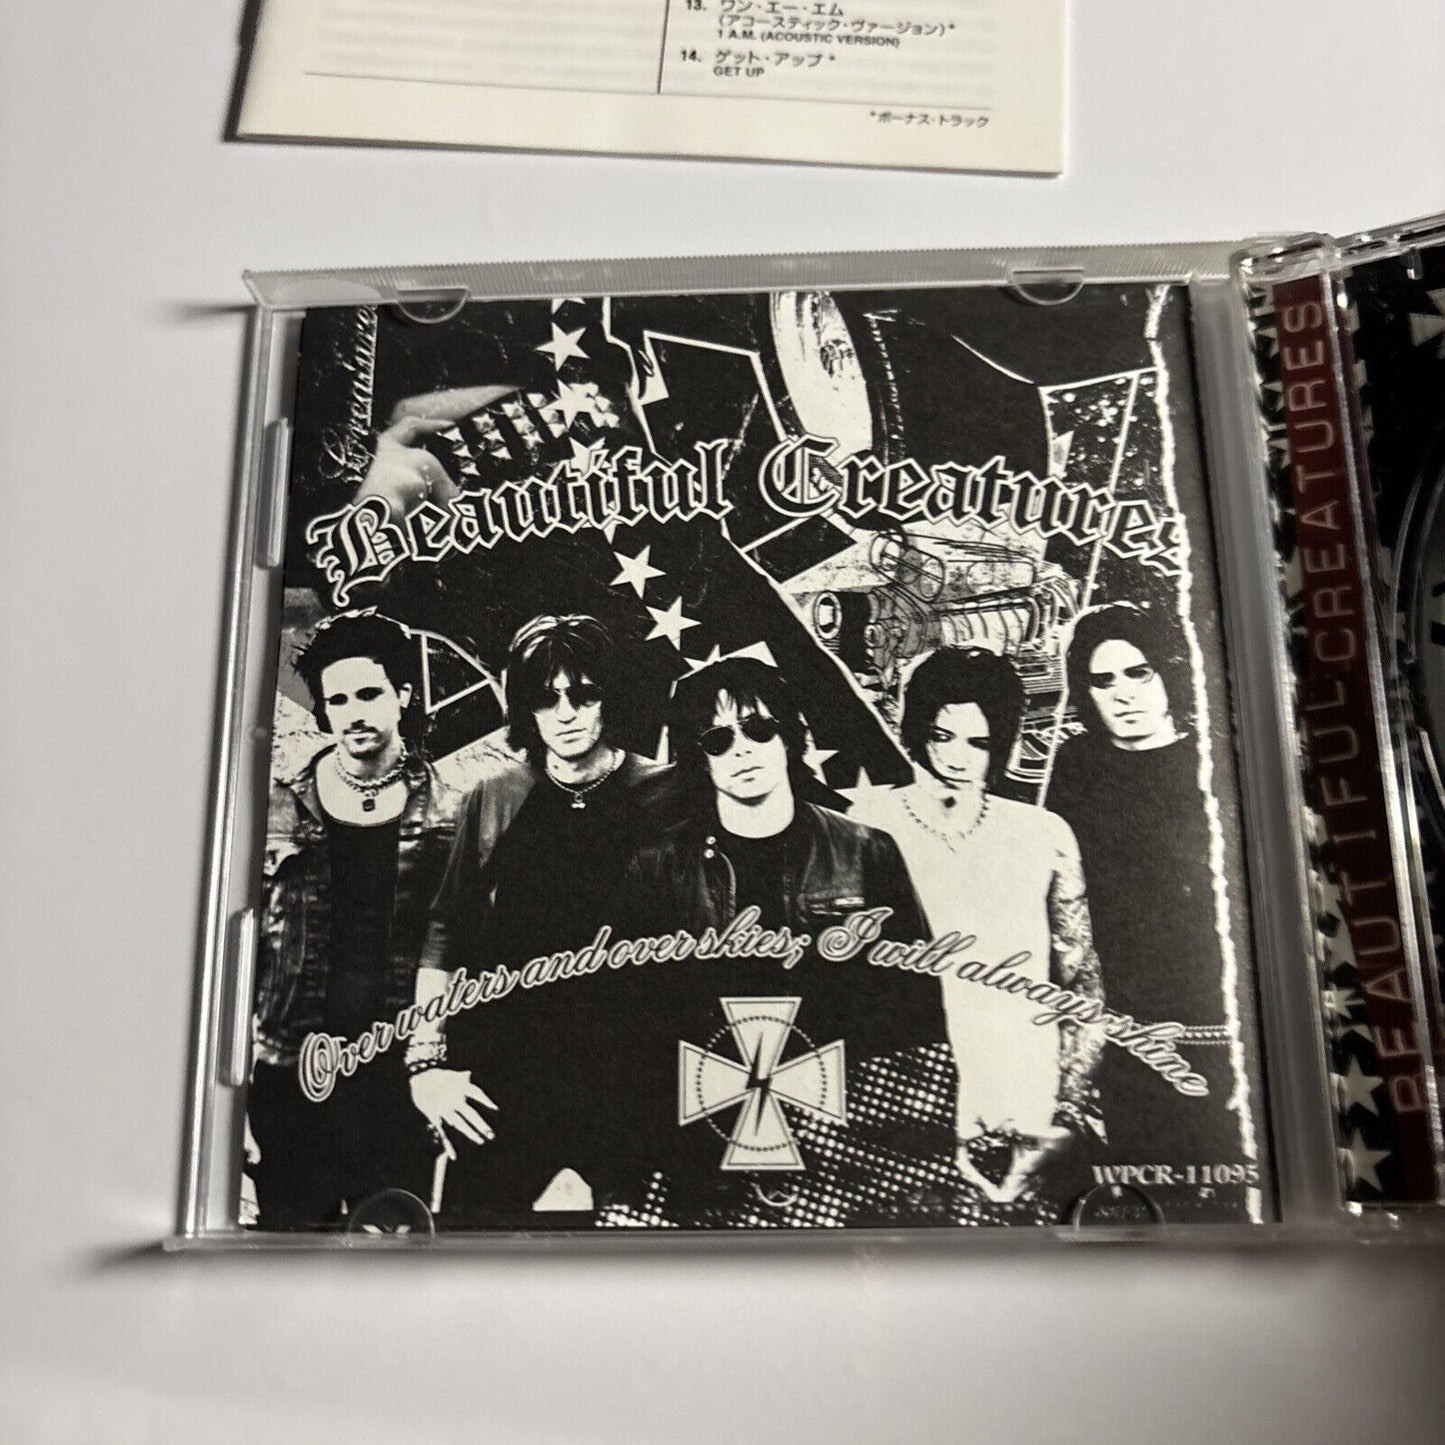 13. ワン・エー・エム
(アコースティック・ヴァージョン)*
1 A.M. (ACOUSTIC VERSION)
14. ゲット・アップ*
GET UP
*ボーナス・トラック
Creatures
Beautiful Creatures
Over waters and over skies; I will always shine
WPCR-11095
BEAUTIFUL CREATURES